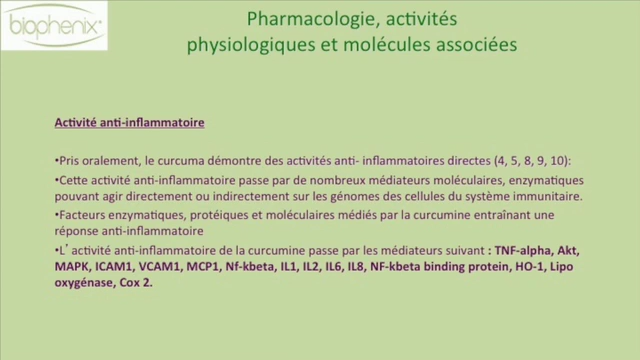 biophenix
Pharmacologie, activités
physiologiques et molécules associées
Activité anti-inflammatoire
•Pris oralement, le curcuma démontre des activités anti- inflammatoires directes (4, 5, 8, 9, 10):
•Cette activité anti-inflammatoire passe par de nombreux médiateurs moléculaires, enzymatiques
pouvant agir directement ou indirectement sur les génomes des cellules du système immunitaire.
•Facteurs enzymatiques, protéiques et moléculaires médiés par la curcumine entraînant une
réponse anti-inflammatoire
•L’activité anti-inflammatoire de la curcumine passe par les médiateurs suivant : TNF-alpha, Akt,
MAPK, ICAM1, VCAM1, MCP1, Nf-kbeta, IL1, IL2, IL6, IL8, NF-kbeta binding protein, HO-1, Lipo
oxygénase, Cox 2.